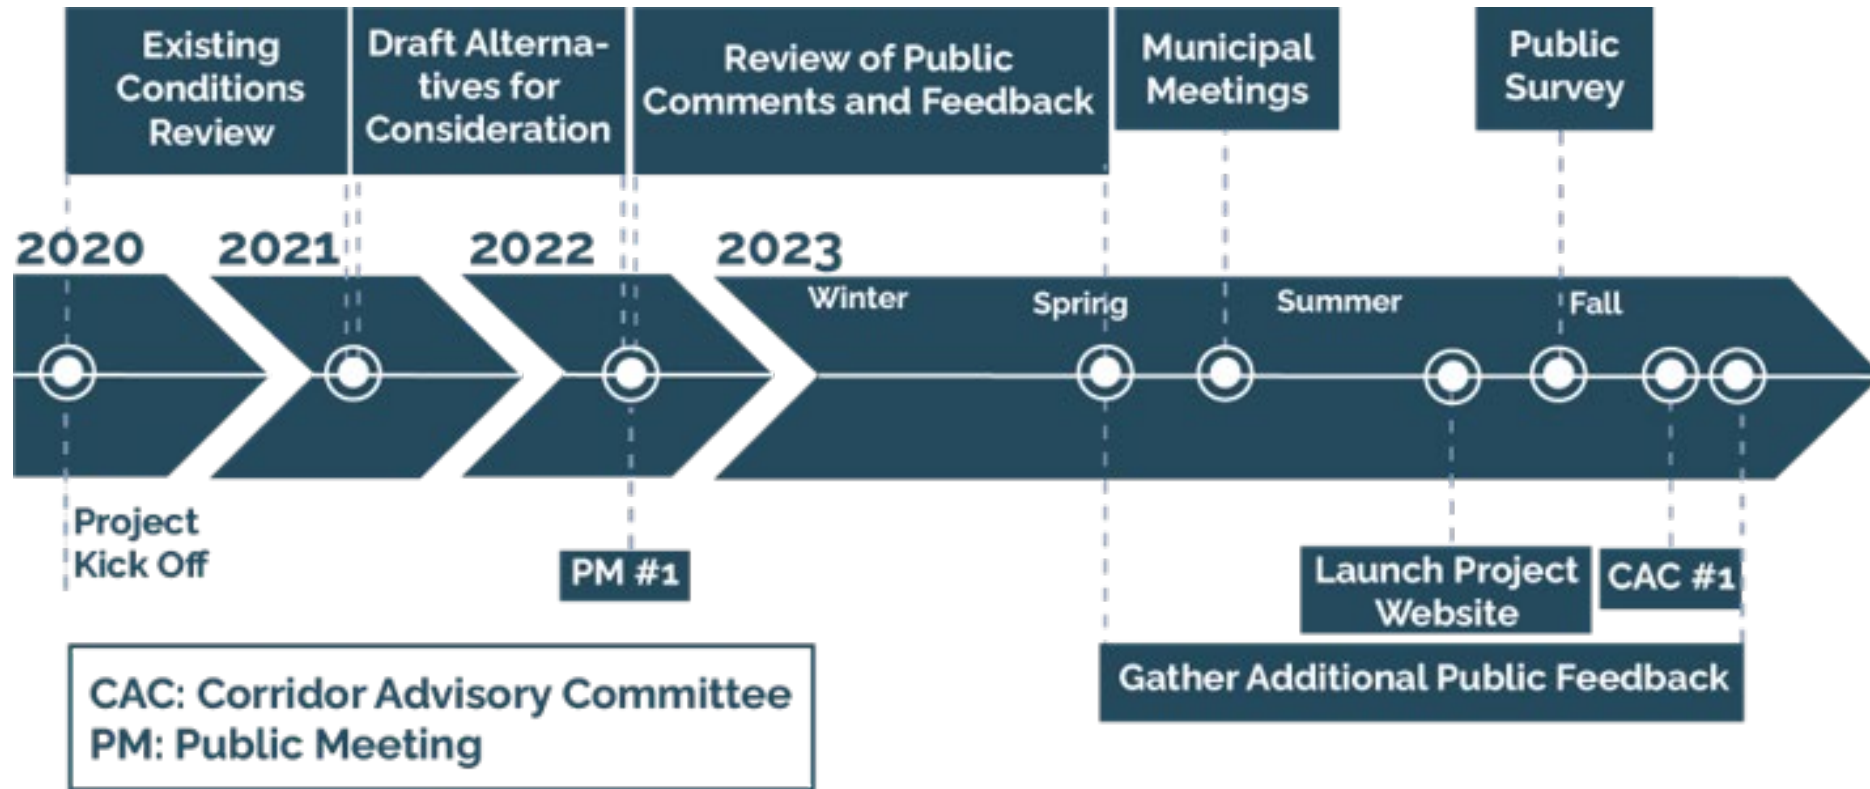 Existing
Conditions
Review
Draft Alterna-
tives for
Consideration
Review of Public
Comments and Feedback
Municipal
Meetings
Public
Survey
2020
2021
2022
2023
Winter
Spring
Summer
Fall
Project
Kick Off
PM #1
Launch Project
Website
CAC #1
Gather Additional Public Feedback
CAC: Corridor Advisory Committee
PM: Public Meeting